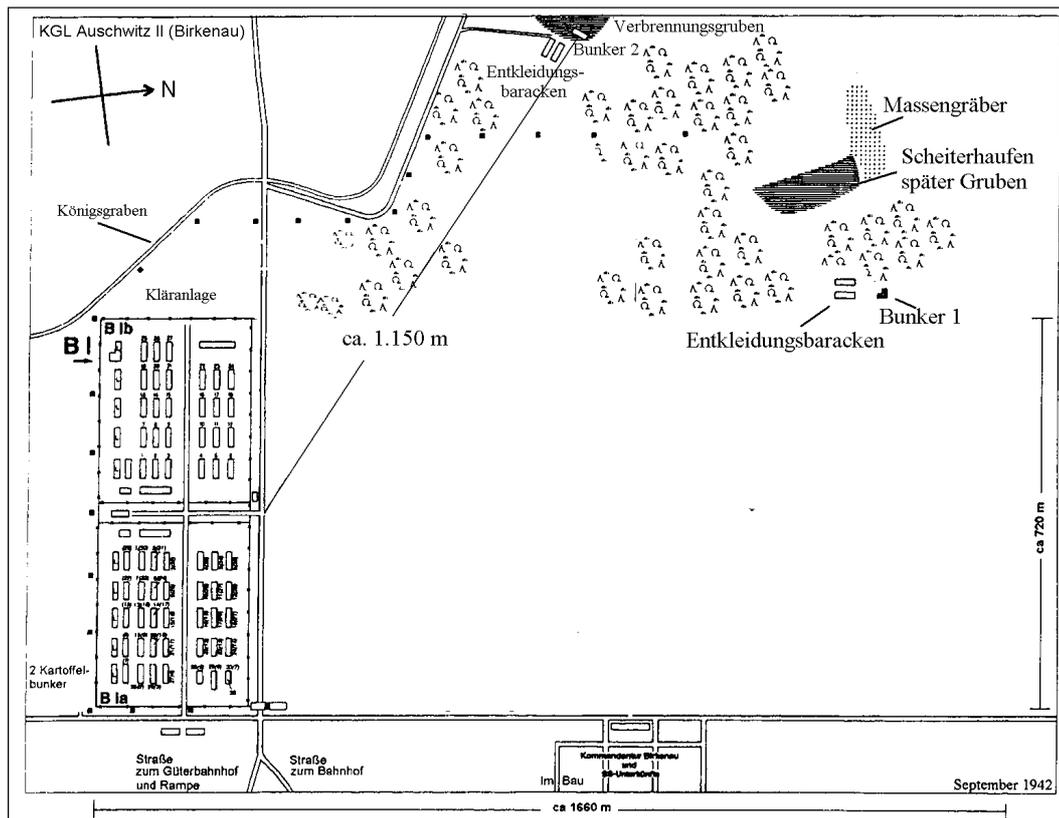 KGL Auschwitz II (Birkenau)
N
Verbrennungsgruben
Bunker 2
Entkleidungs-
baracken
Massengräber
Scheiterhaufen
später Gruben
Königsgraben
Kläranlage
Bunker 1
Entkleidungsbaracken
ca. 1.150 m
B Ib
B I
ca 720 m
2 Kartoffel-
bunker
B Ia
Straße
zum Güterbahnhof
und Rampe
Straße
zum Bahnhof
Kommandantur Birkenau
und
SS-Unterkünfte
Im Bau
September 1942
ca 1660 m